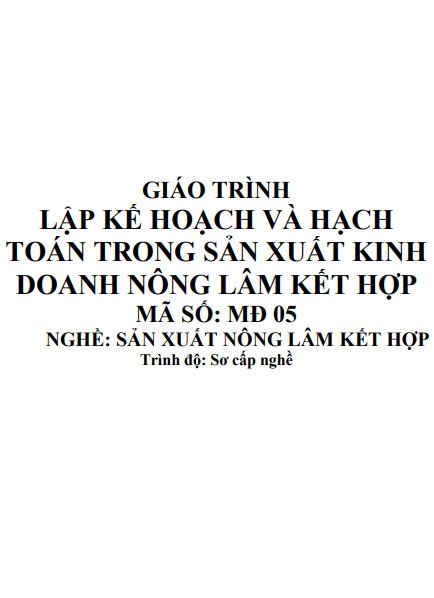 GIÁO TRÌNH
LẬP KẾ HOẠCH VÀ HẠCH
TOÁN TRONG SẢN XUẤT KINH
DOANH NÔNG LÂM KẾT HỢP
MÃ SỐ: MĐ 05
NGHỀ: SẢN XUẤT NÔNG LÂM KẾT HỢP
Trình độ: Sơ cấp nghề